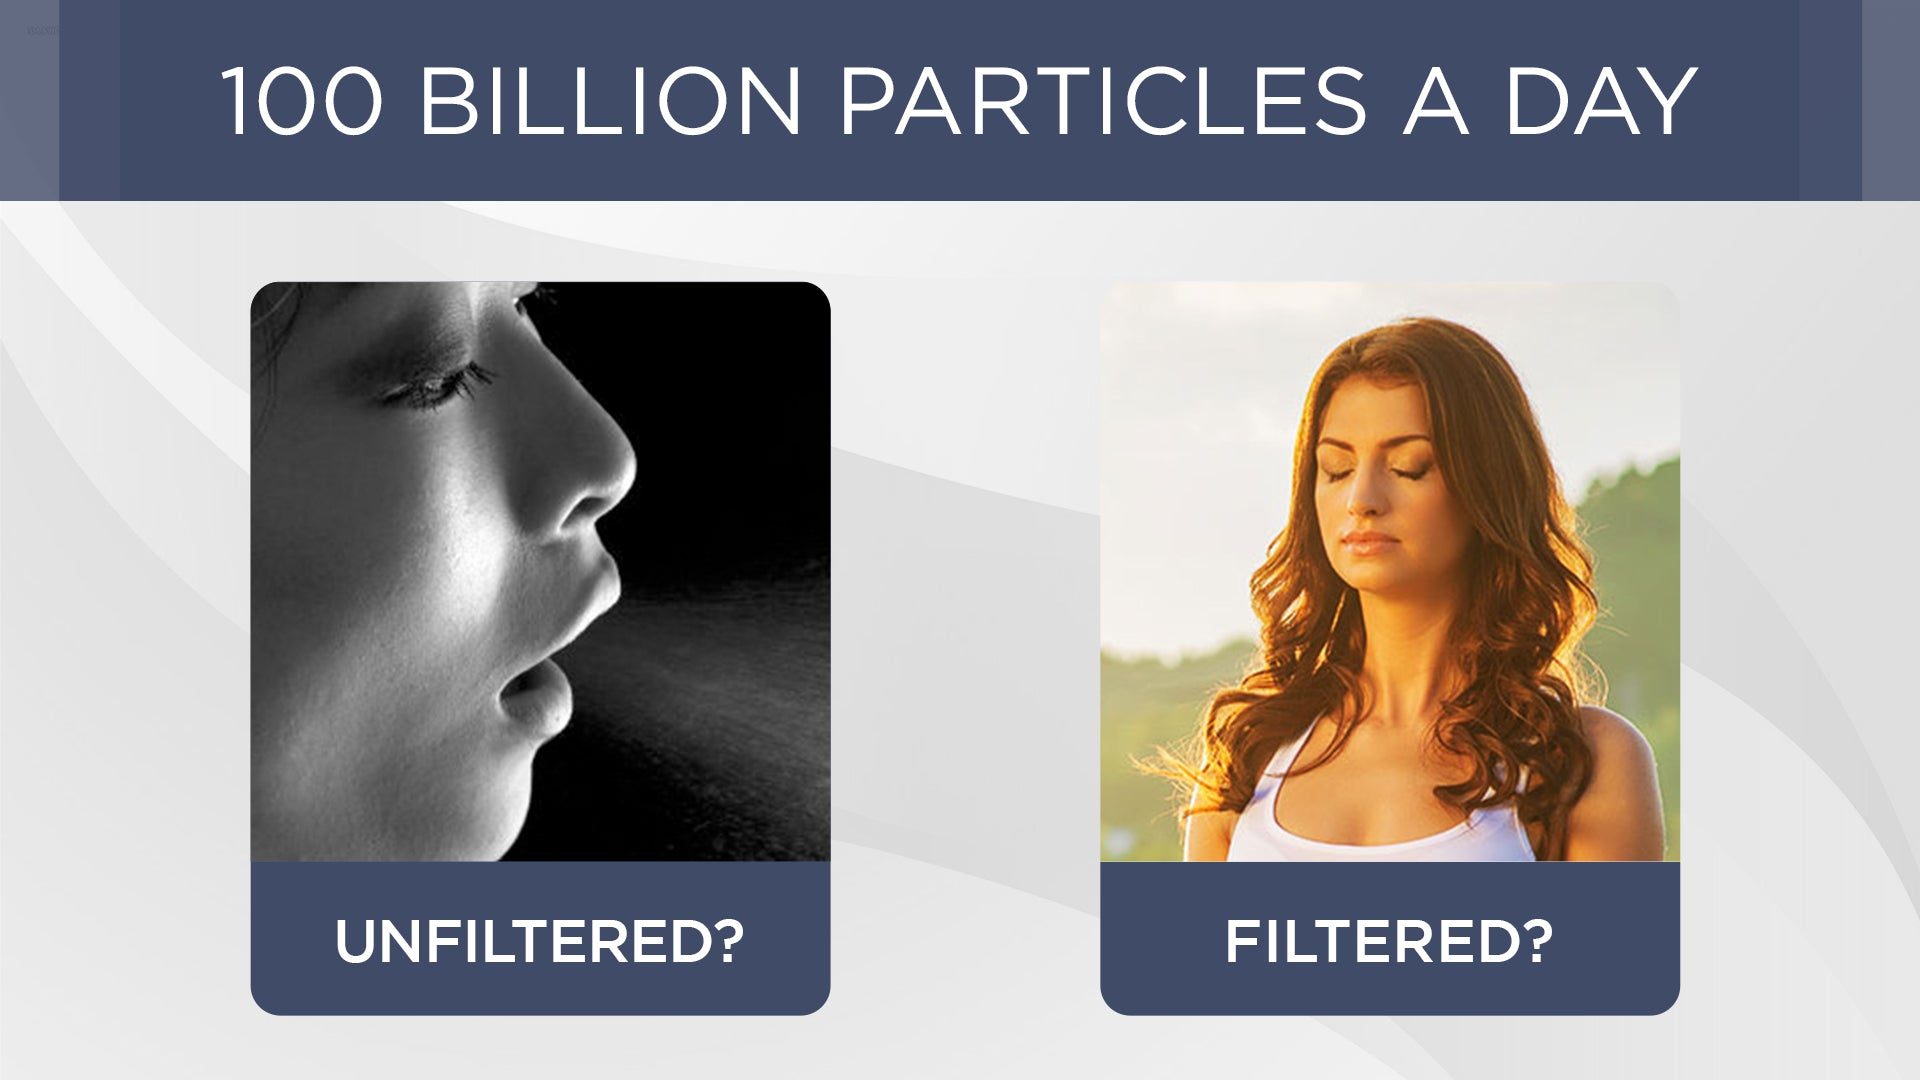 100 BILLION PARTICLES A DAY
UNFILTERED?
FILTERED?